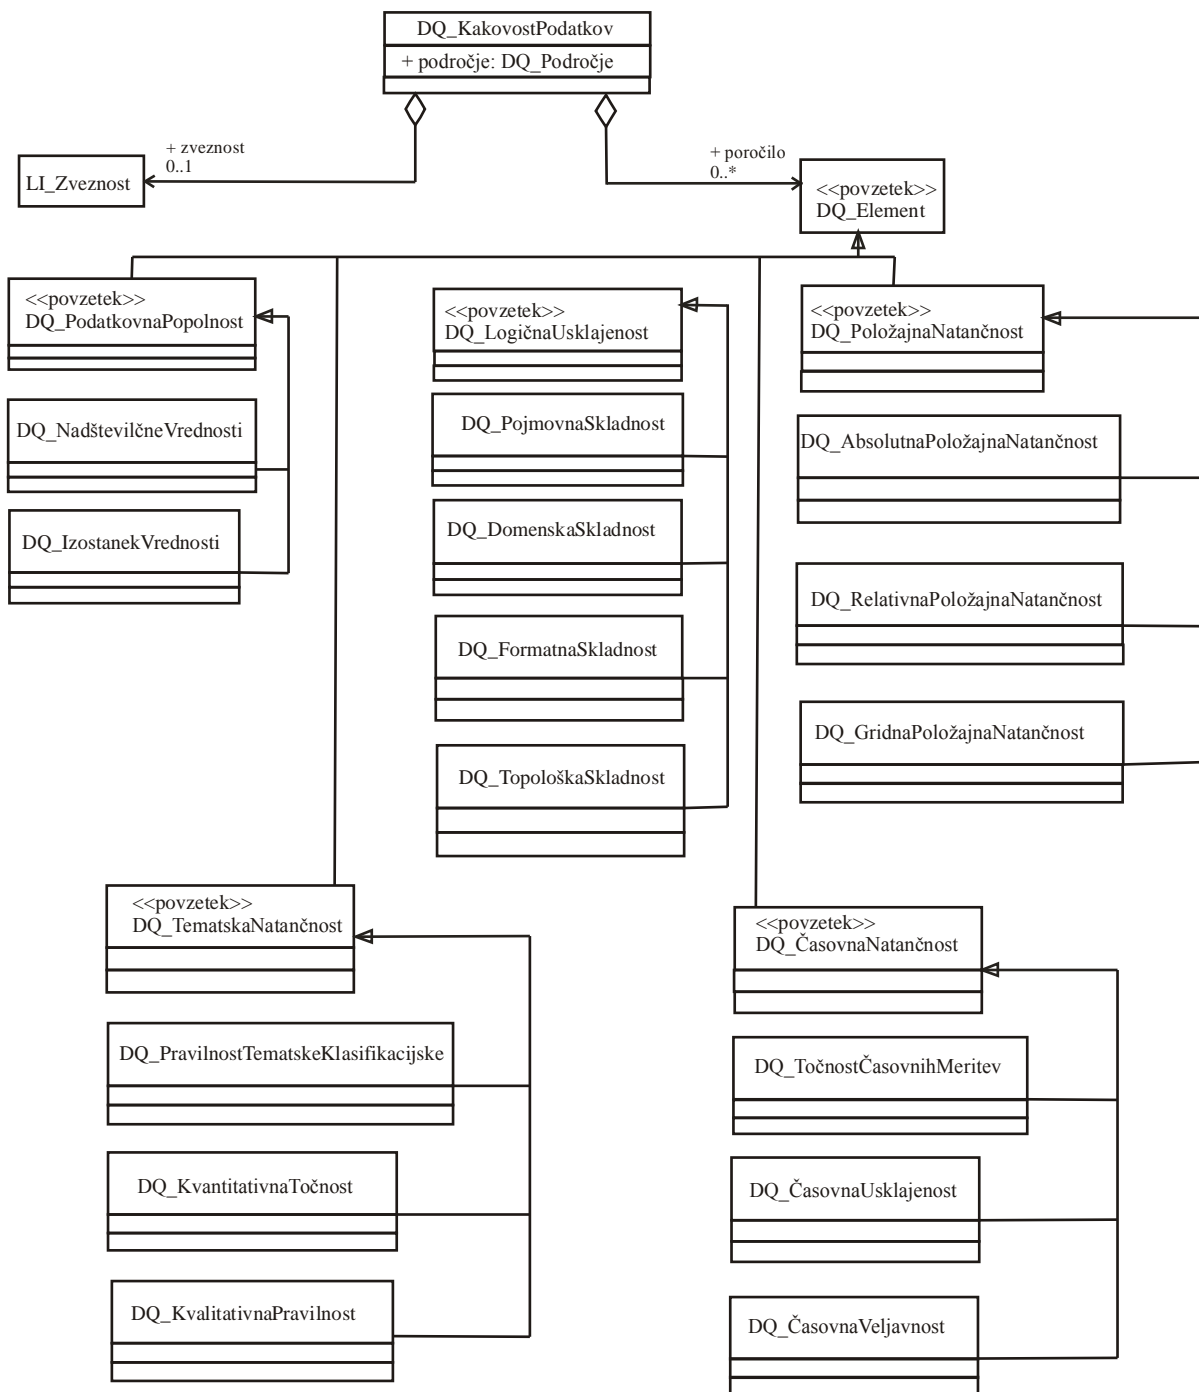 DQ_KakovostPodatkov
+ področje: DQ_Področje
+ zveznost
0..1
LI_Zveznost
+ poročilo
0..*
<<povzetek>>
DQ_Element
<<povzetek>>
DQ_PodatkovnaPopolnost
DQ_NadštevilčneVrednosti
DQ_IzostanekVrednosti
<<povzetek>>
DQ_LogičnaUsklajenost
DQ_PojmovnaSkladnost
DQ_DomenskaSkladnost
DQ_FormatnaSkladnost
DQ_TopološkaSkladnost
<<povzetek>>
DQ_PoložajnaNatančnost
DQ_AbsolutnaPoložajnaNatančnost
DQ_RelativnaPoložajnaNatančnost
DQ_GridnaPoložajnaNatančnost
<<povzetek>>
DQ_TematskaNatančnost
DQ_PravilnostTematskeKlasifikacijske
DQ_KvantitativnaTočnost
DQ_KvalitativnaPravilnost
<<povzetek>>
DQ_ČasovnaNatančnost
DQ_TočnostČasovnihMeritev
DQ_ČasovnaUsklajenost
DQ_ČasovnaVeljavnost